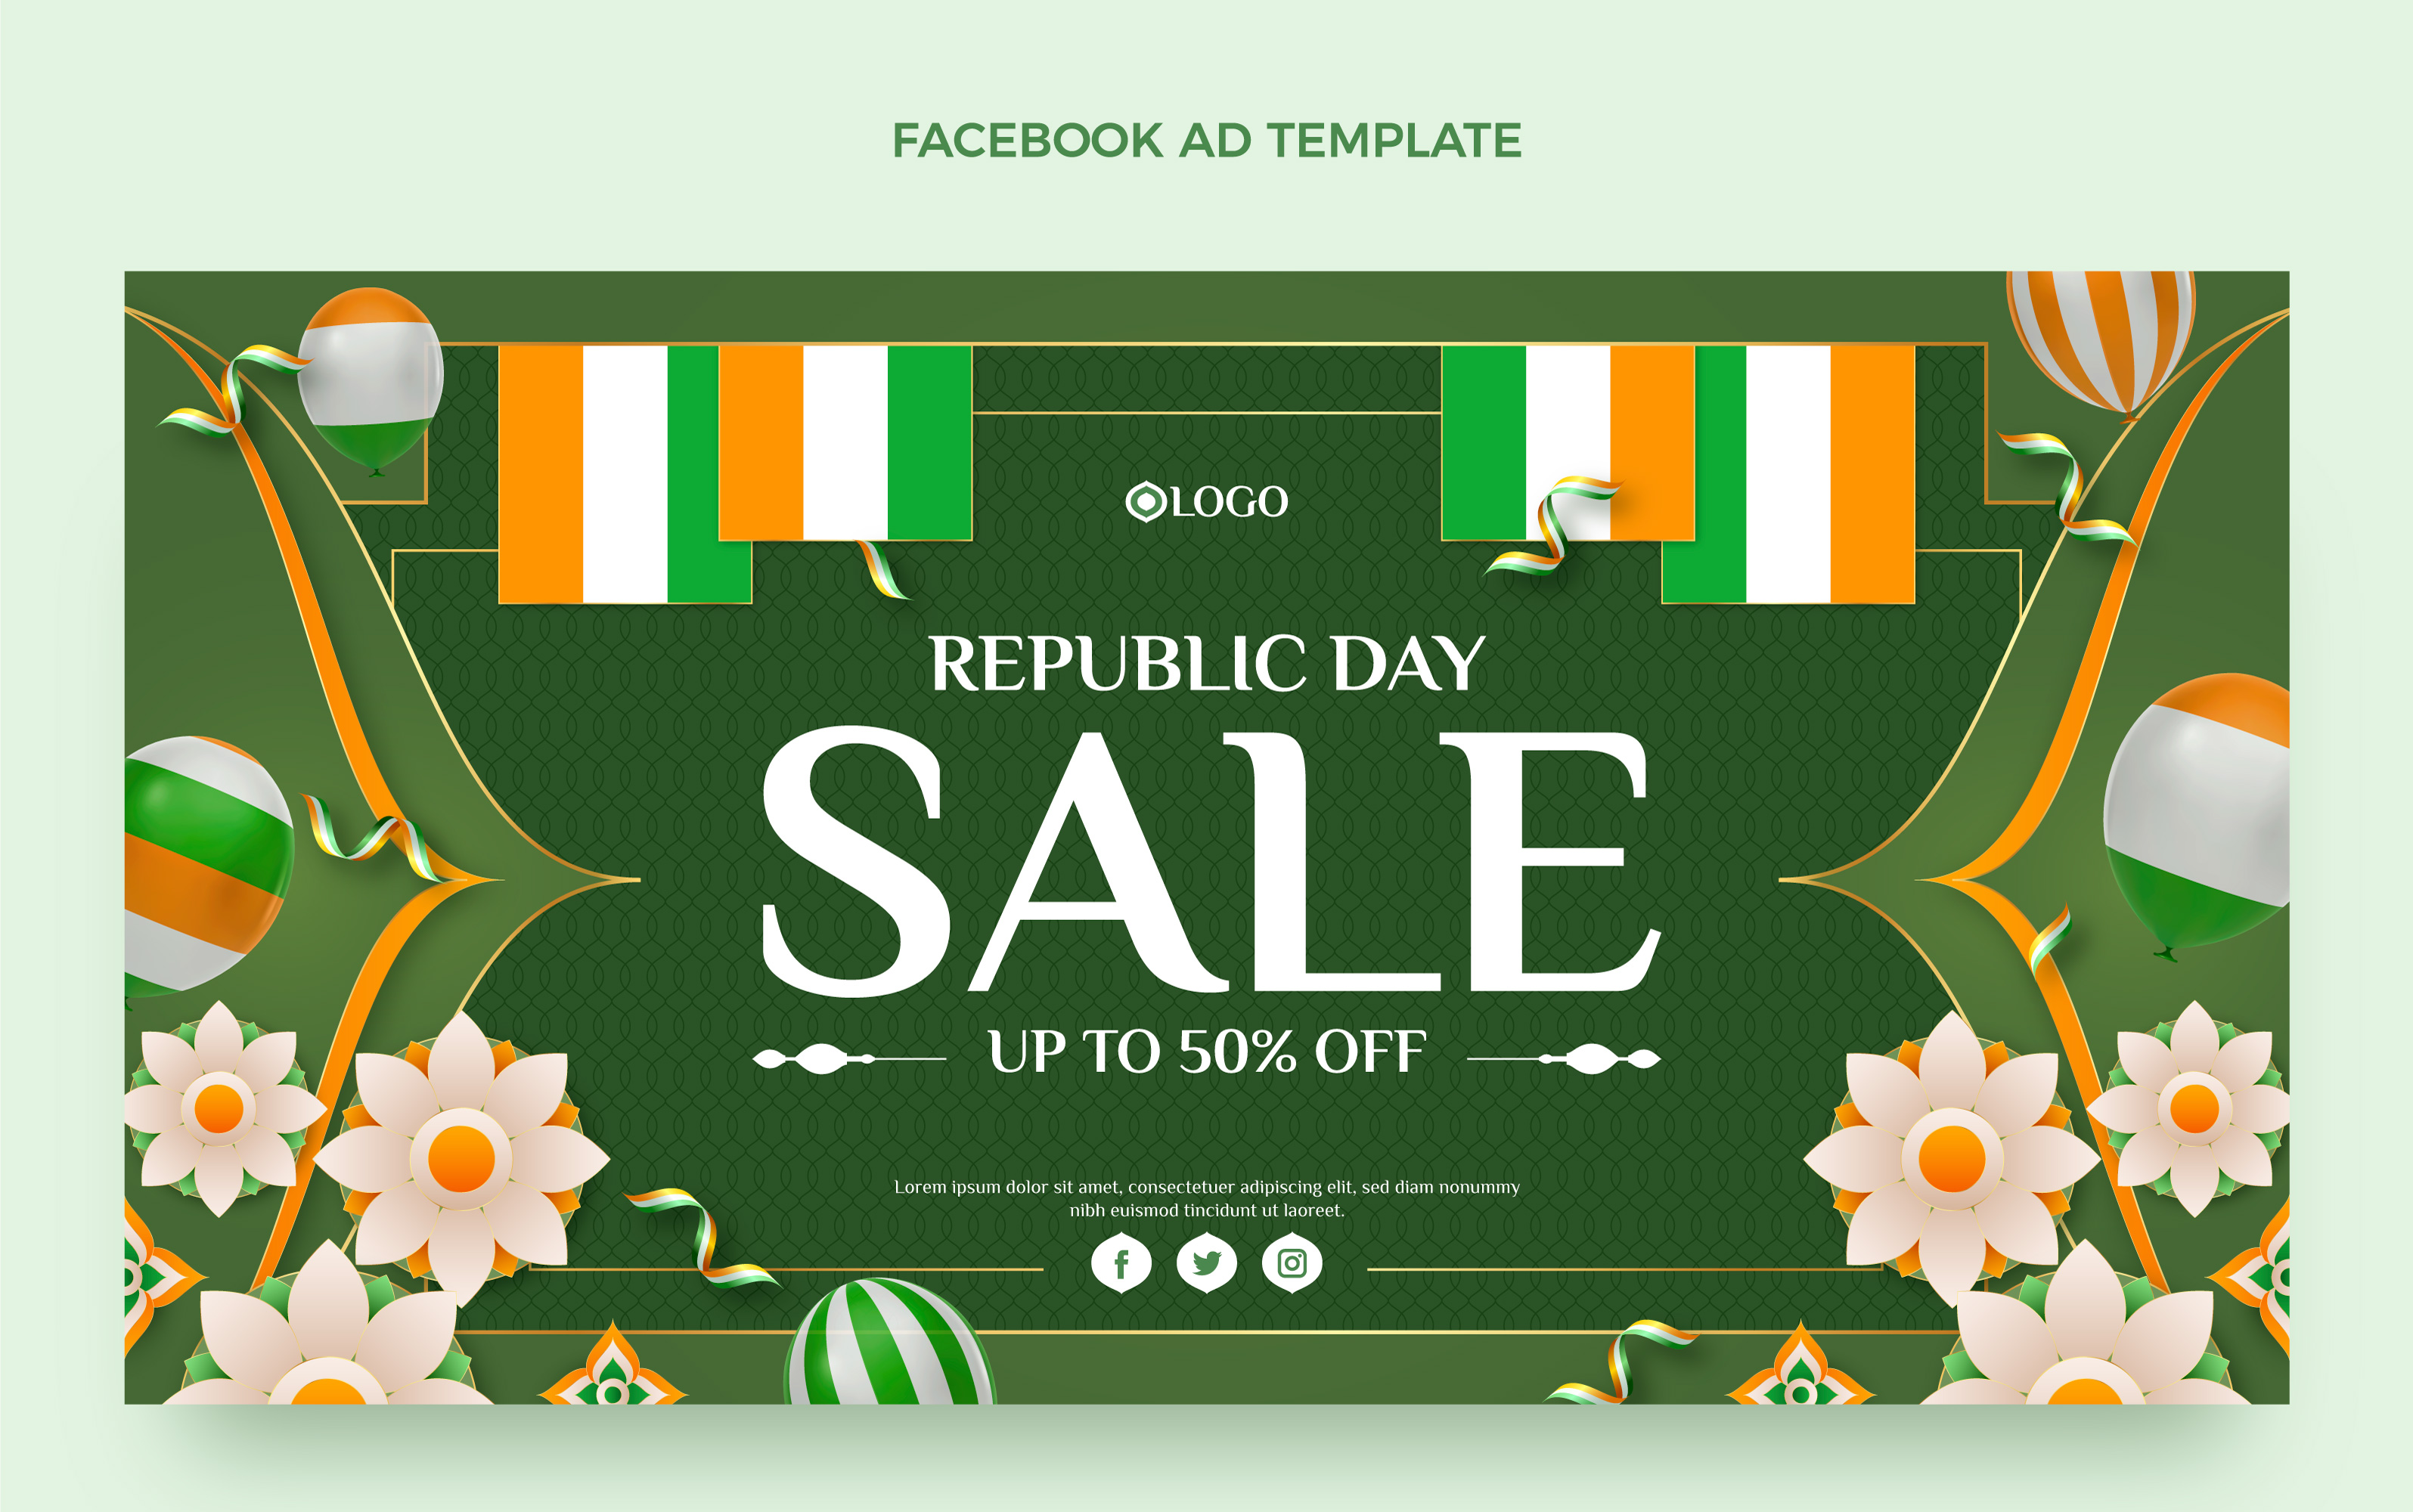 FACEBOOK AD TEMPLATE
LOGO
REPUBLIC DAY
SALE
UP TO 50% OFF
Lorem ipsum dolor sit amet, consectetuer adipiscing elit, sed diam nonummy
nibh euismod tincidunt ut laoreet.